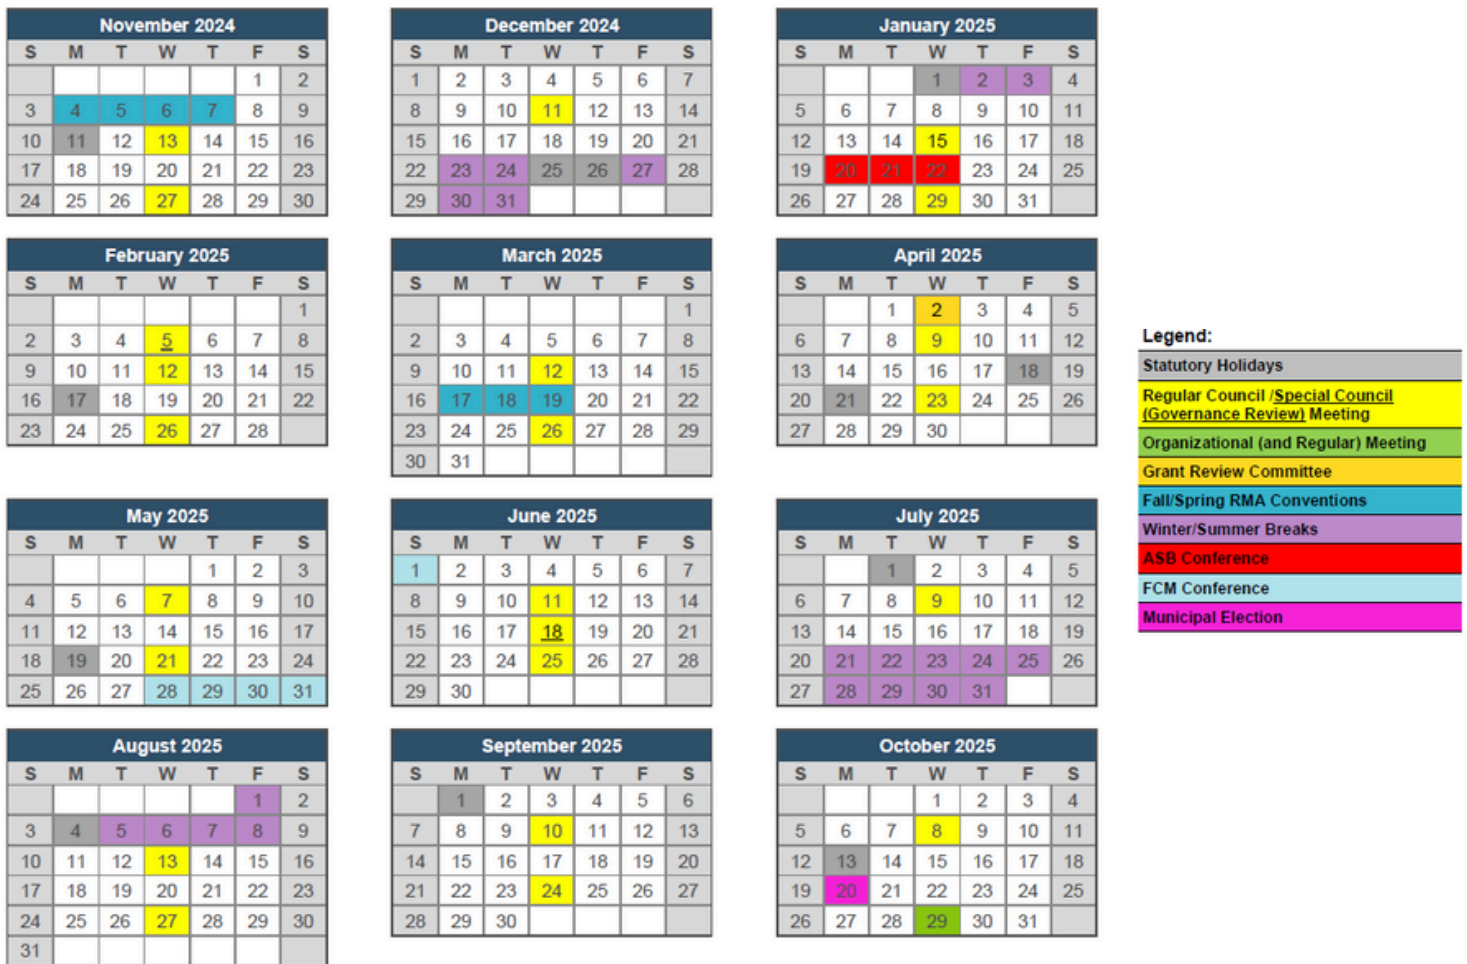 November 2024
S M T W T F S
1 2
3 4 5 6 7 8 9
10 11 12 13 14 15 16
17 18 19 20 21 22 23
24 25 26 27 28 29 30
December 2024
S M T W T F S
1 2 3 4 5 6 7
8 9 10 11 12 13 14
15 16 17 18 19 20 21
22 23 24 25 26 27 28
29 30 31
January 2025
S M T W T F S
1 2 3 4
5 6 7 8 9 10 11
12 13 14 15 16 17 18
19 20 21 22 23 24 25
26 27 28 29 30 31
February 2025
S M T W T F S
1
2 3 4 5 6 7 8
9 10 11 12 13 14 15
16 17 18 19 20 21 22
23 24 25 26 27 28
March 2025
S M T W T F S
1
2 3 4 5 6 7 8
9 10 11 12 13 14 15
16 17 18 19 20 21 22
23 24 25 26 27 28 29
30 31
April 2025
S M T W T F S
1 2 3 4 5
6 7 8 9 10 11 12
13 14 15 16 17 18 19
20 21 22 23 24 25 26
27 28 29 30
Legend:
Statutory Holidays
Regular Council /Special Council
(Governance Review) Meeting
Organizational (and Regular) Meeting
Grant Review Committee
Fall/Spring RMA Conventions
Winter/Summer Breaks
ASB Conference
FCM Conference
Municipal Election
May 2025
S M T W T F S
1 2 3
4 5 6 7 8 9 10
11 12 13 14 15 16 17
18 19 20 21 22 23 24
25 26 27 28 29 30 31
June 2025
S M T W T F S
1 2 3 4 5 6 7
8 9 10 11 12 13 14
15 16 17 18 19 20 21
22 23 24 25 26 27 28
29 30
July 2025
S M T W T F S
1 2 3 4 5
6 7 8 9 10 11 12
13 14 15 16 17 18 19
20 21 22 23 24 25 26
27 28 29 30 31
August 2025
S M T W T F S
1 2
3 4 5 6 7 8 9
10 11 12 13 14 15 16
17 18 19 20 21 22 23
24 25 26 27 28 29 30
31
September 2025
S M T W T F S
1 2 3 4 5 6
7 8 9 10 11 12 13
14 15 16 17 18 19 20
21 22 23 24 25 26 27
28 29 30
October 2025
S M T W T F S
1 2 3 4
5 6 7 8 9 10 11
12 13 14 15 16 17 18
19 20 21 22 23 24 25
26 27 28 29 30 31